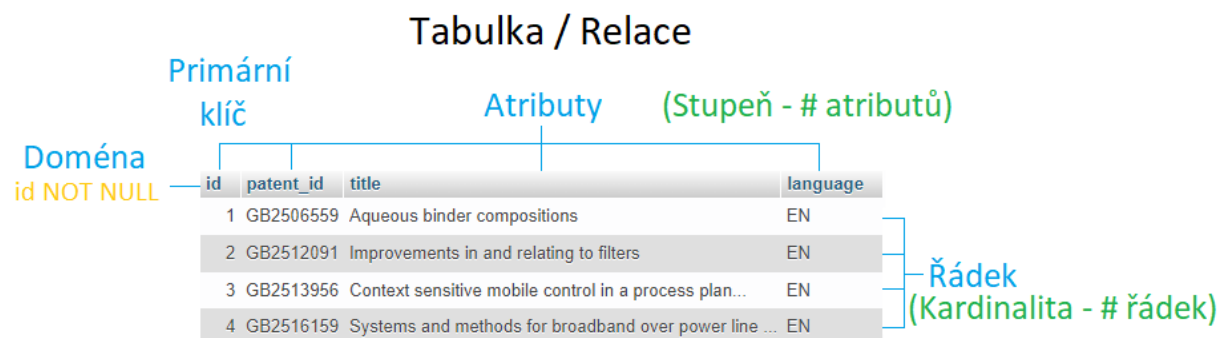 Tabulka / Relace
Primární
klíč
Atributy
(Stupeň - # atributů)
Doména
id NOT NULL
id patent_id title language
1 GB2506559 Aqueous binder compositions EN
2 GB2512091 Improvements in and relating to filters EN
3 GB2513956 Context sensitive mobile control in a process plan... EN
4 GB2516159 Systems and methods for broadband over power line ... EN
Řádek
(Kardinalita - # řádek)